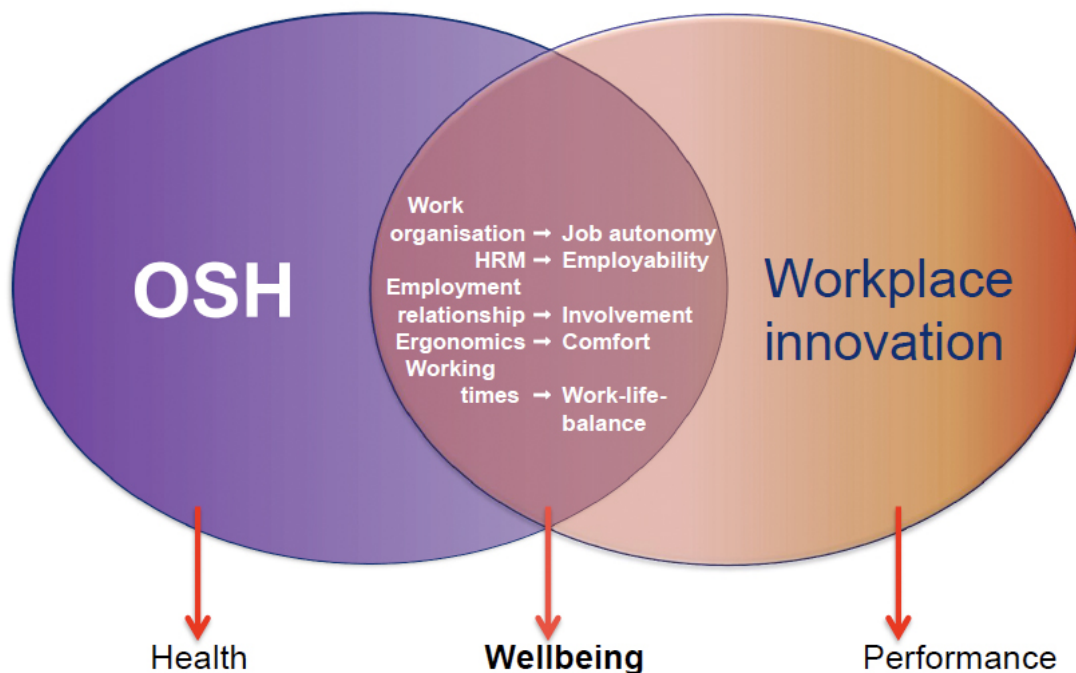 OSH
Work
organisation → Job autonomy
HRM → Employability
Employment
relationship → Involvement
Ergonomics → Comfort
Working
times → Work-life-
balance
Workplace
innovation
Health
Wellbeing
Performance